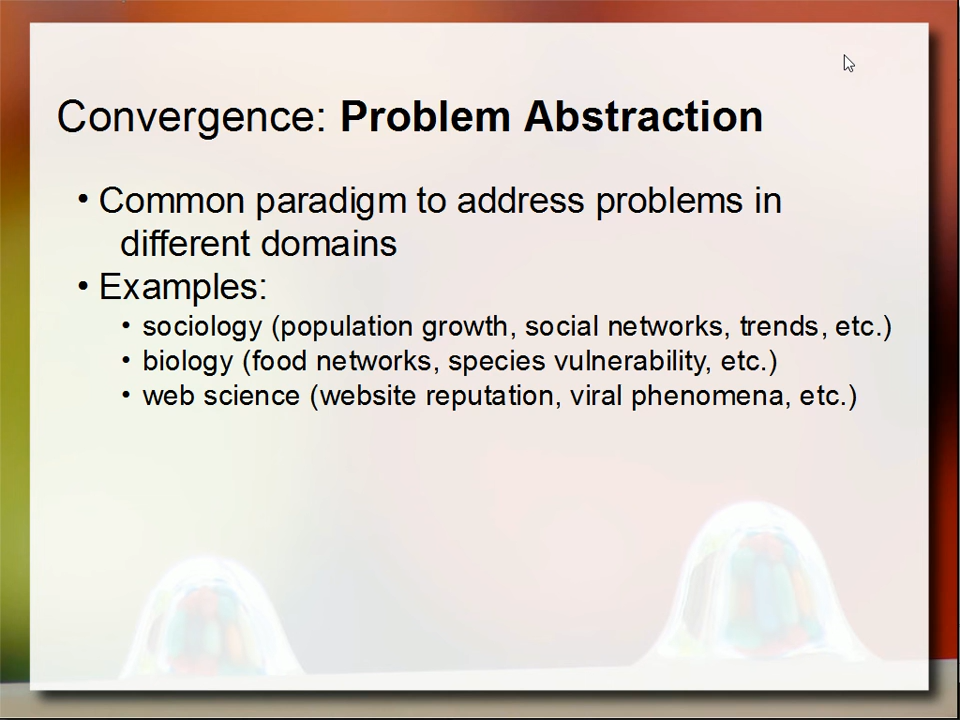 Convergence: Problem Abstraction
• Common paradigm to address problems in
different domains
• Examples:
• sociology (population growth, social networks, trends, etc.)
• biology (food networks, species vulnerability, etc.)
• web science (website reputation, viral phenomena, etc.)